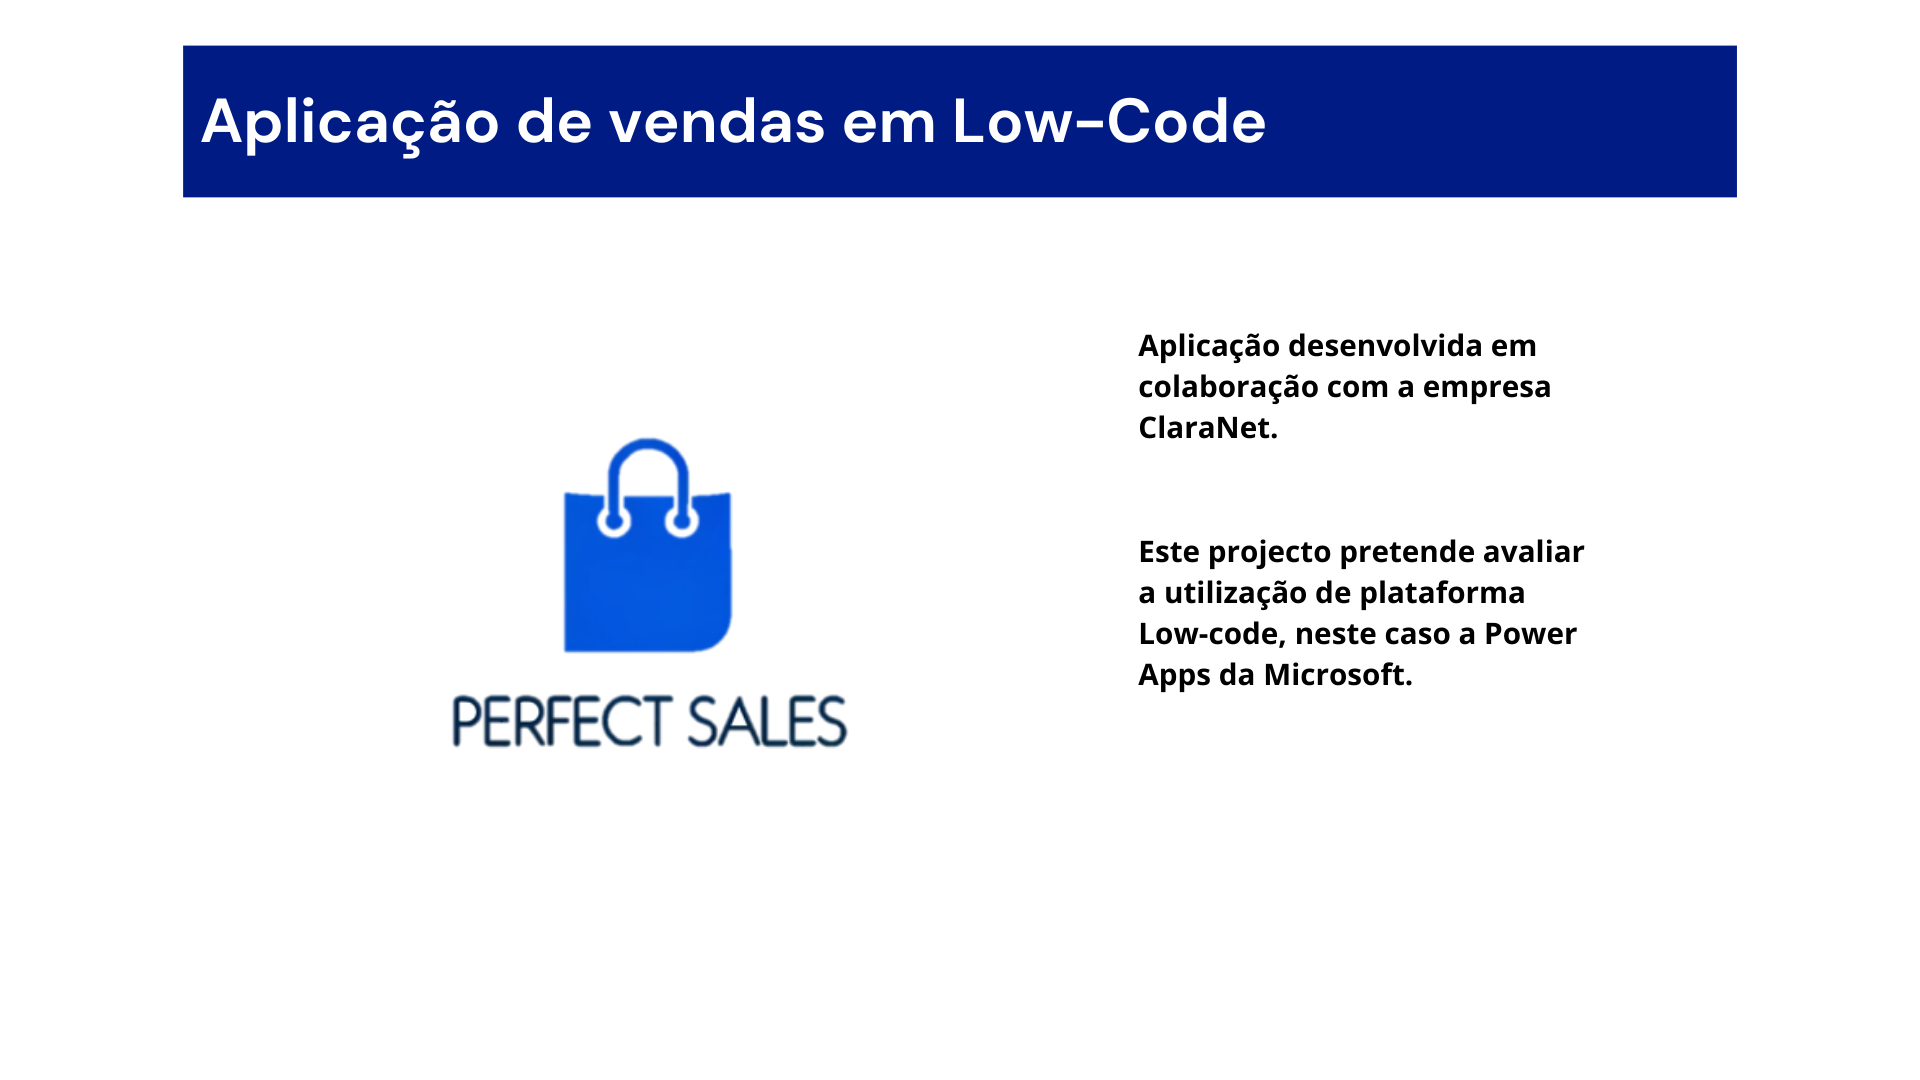 Aplicação de vendas em Low-Code
PERFECT SALES
Aplicação desenvolvida em
colaboração com a empresa
ClaraNet.
Este projecto pretende avaliar
a utilização de plataforma
Low-code, neste caso a Power
Apps da Microsoft.